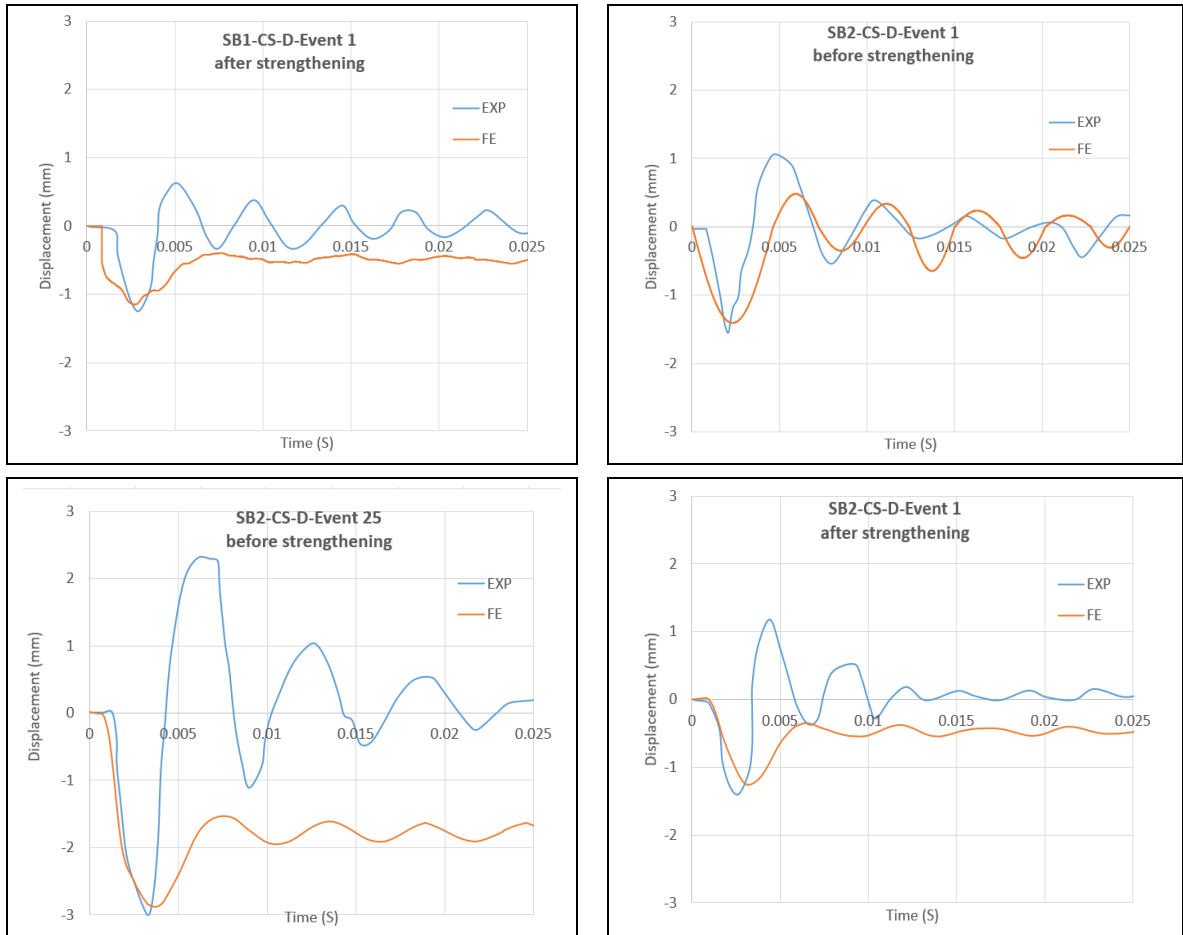 SB1-CS-D-Event 1
after strengthening
EXP
FE
3
2
1
0
-1
-2
-3
0
0.005
0.01
0.015
0.02
0.025
Displacement (mm)
Time (S)
SB2-CS-D-Event 1
before strengthening
EXP
FE
3
2
1
0
-1
-2
-3
0
0.005
0.01
0.015
0.02
0.025
Displacement (mm)
Time (S)
SB2-CS-D-Event 25
before strengthening
EXP
FE
3
2
1
0
-1
-2
-3
0
0.005
0.01
0.015
0.02
0.025
Displacement (mm)
Time (S)
SB2-CS-D-Event 1
after strengthening
EXP
FE
3
2
1
0
-1
-2
-3
0
0.005
0.01
0.015
0.02
0.025
Displacement (mm)
Time (S)